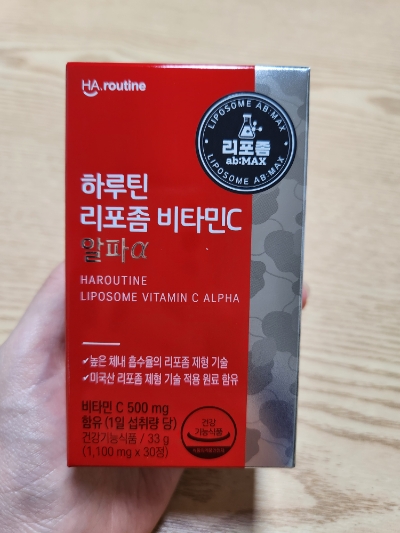 HA.routine
LIPOSOME AB:MAX
리포좀
ab:MAX
LIPOSOME AB:MAX
하루틴
리포좀 비타민C
알파α
HAROUTINE
LIPOSOME VITAMIN C ALPHA
✓높은 체내 흡수율의 리포좀 제형 기술
✓미국산 리포좀 제형 기술 적용 원료 함유
비타민 C 500 mg
함유 (1일 섭취량 당)
건강기능식품 / 33 g
(1,100 mg x 30정)
건강
기능식품